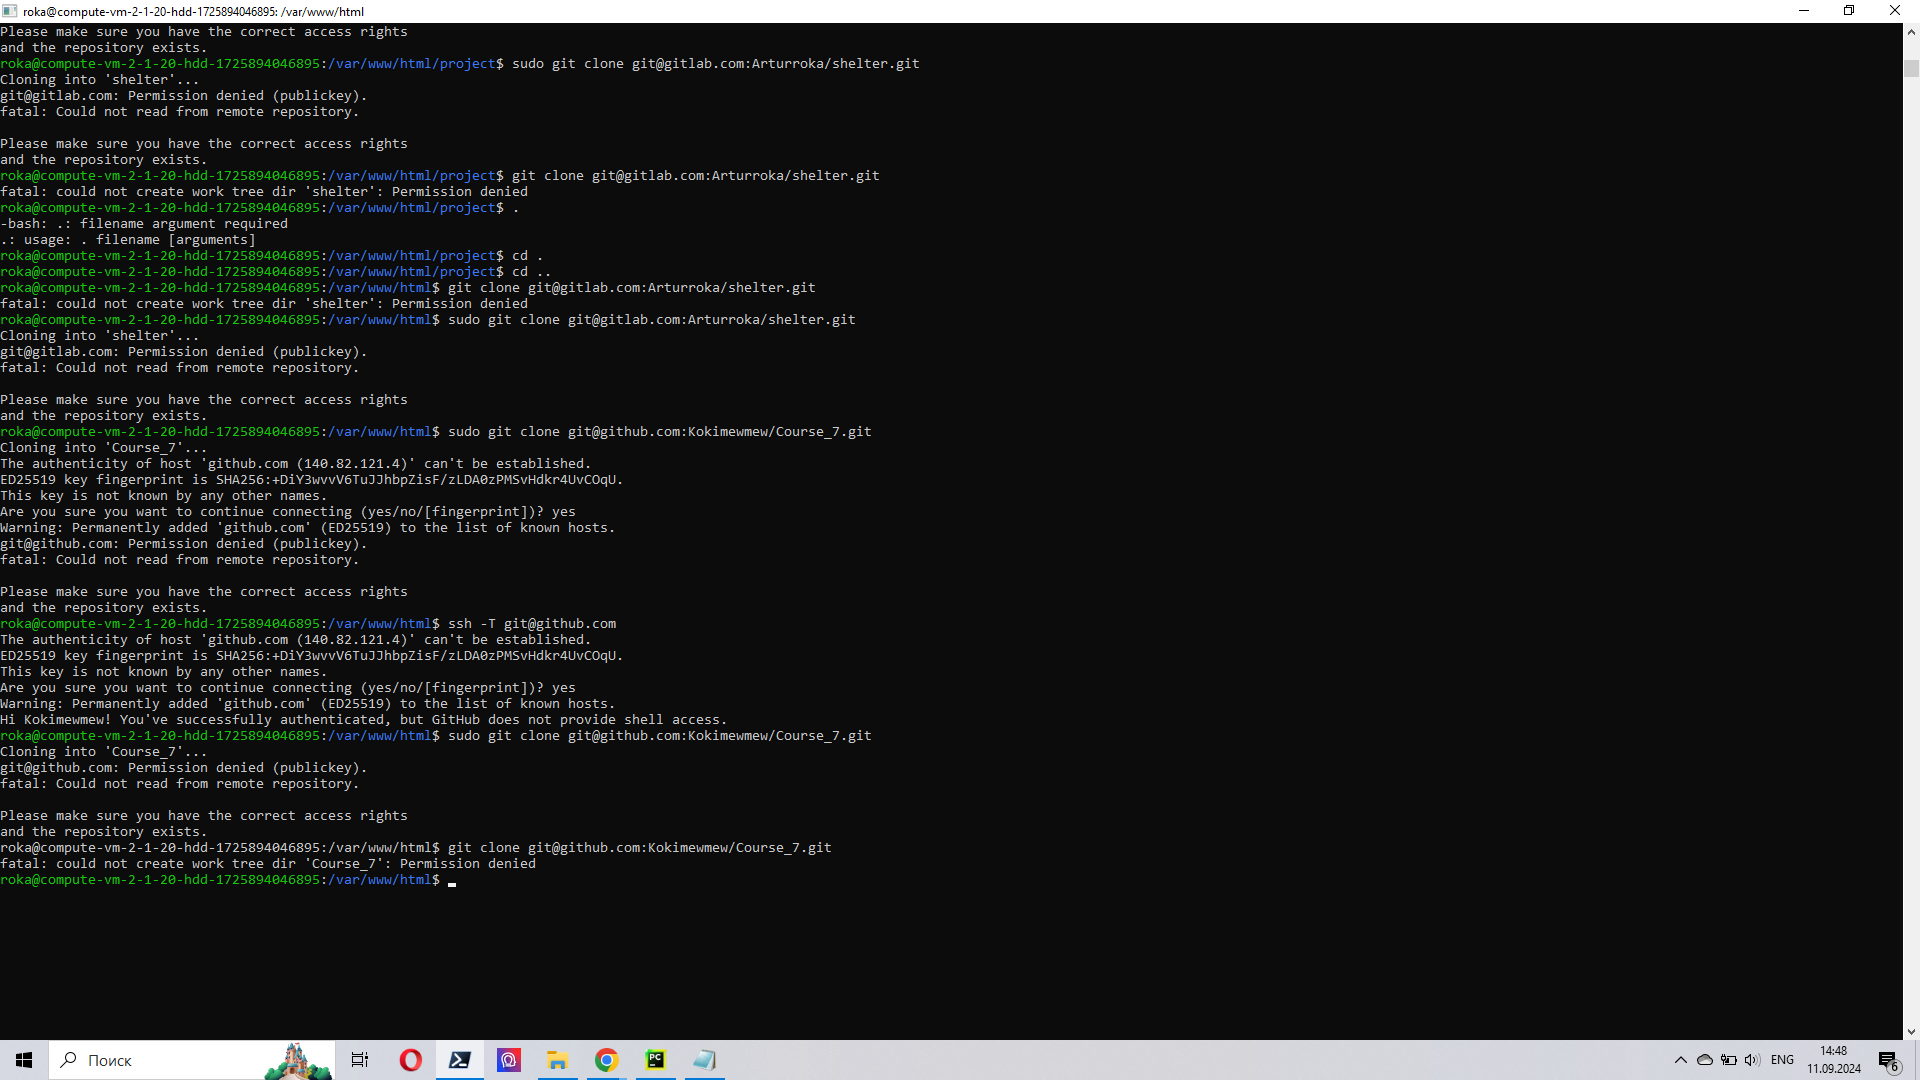 roka@compute-vm-2-1-20-hdd-1725894046895: /var/www/html
Please make sure you have the correct access rights
and the repository exists.
roka@compute-vm-2-1-20-hdd-1725894046895:/var/www/html/project$ sudo git clone git@gitlab.com:Arturroka/shelter.git
Cloning into 'shelter'...
git@gitlab.com: Permission denied (publickey).
fatal: Could not read from remote repository.
Please make sure you have the correct access rights
and the repository exists.
roka@compute-vm-2-1-20-hdd-1725894046895:/var/www/html/project$ git clone git@gitlab.com:Arturroka/shelter.git
fatal: could not create work tree dir 'shelter': Permission denied
roka@compute-vm-2-1-20-hdd-1725894046895:/var/www/html/project$ .
-bash: .: filename argument required
.: usage: . filename [arguments]
roka@compute-vm-2-1-20-hdd-1725894046895:/var/www/html/project$ cd .
roka@compute-vm-2-1-20-hdd-1725894046895:/var/www/html/project$ cd ..
roka@compute-vm-2-1-20-hdd-1725894046895:/var/www/html$ git clone git@gitlab.com:Arturroka/shelter.git
fatal: could not create work tree dir 'shelter': Permission denied
roka@compute-vm-2-1-20-hdd-1725894046895:/var/www/html$ sudo git clone git@gitlab.com:Arturroka/shelter.git
Cloning into 'shelter'...
git@gitlab.com: Permission denied (publickey).
fatal: Could not read from remote repository.
Please make sure you have the correct access rights
and the repository exists.
roka@compute-vm-2-1-20-hdd-1725894046895:/var/www/html$ sudo git clone git@github.com:Kokimewmew/Course_7.git
Cloning into 'Course_7'...
The authenticity of host 'github.com (140.82.121.4)' can't be established.
ED25519 key fingerprint is SHA256:+DiY3wvvV6TuJJhbpZisF/zLDA0zPMSvHdkr4UvCOqU.
This key is not known by any other names.
Are you sure you want to continue connecting (yes/no/[fingerprint])? yes
Warning: Permanently added 'github.com' (ED25519) to the list of known hosts.
git@github.com: Permission denied (publickey).
fatal: Could not read from remote repository.
Please make sure you have the correct access rights
and the repository exists.
roka@compute-vm-2-1-20-hdd-1725894046895:/var/www/html$ ssh -T git@github.com
The authenticity of host 'github.com (140.82.121.4)' can't be established.
ED25519 key fingerprint is SHA256:+DiY3wvvV6TuJJhbpZisF/zLDA0zPMSvHdkr4UvCOqU.
This key is not known by any other names.
Are you sure you want to continue connecting (yes/no/[fingerprint])? yes
Warning: Permanently added 'github.com' (ED25519) to the list of known hosts.
Hi Kokimewmew! You've successfully authenticated, but GitHub does not provide shell access.
roka@compute-vm-2-1-20-hdd-1725894046895:/var/www/html$ sudo git clone git@github.com:Kokimewmew/Course_7.git
Cloning into 'Course_7'...
git@github.com: Permission denied (publickey).
fatal: Could not read from remote repository.
Please make sure you have the correct access rights
and the repository exists.
roka@compute-vm-2-1-20-hdd-1725894046895:/var/www/html$ git clone git@github.com:Kokimewmew/Course_7.git
fatal: could not create work tree dir 'Course_7': Permission denied
roka@compute-vm-2-1-20-hdd-1725894046895:/var/www/html$
Поиск
PC
ENG
14:48
11.09.2024
6